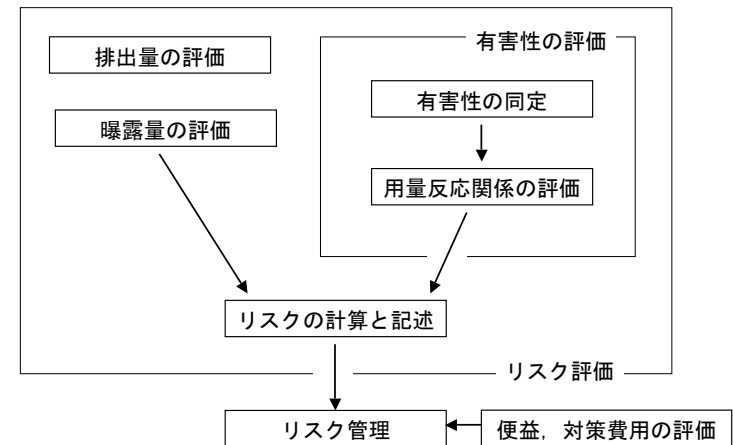 有害性の評価
排出量の評価
有害性の同定
曝露量の評価
用量反応関係の評価
リスクの計算と記述
リスク評価
リスク管理
便益，対策費用の評価